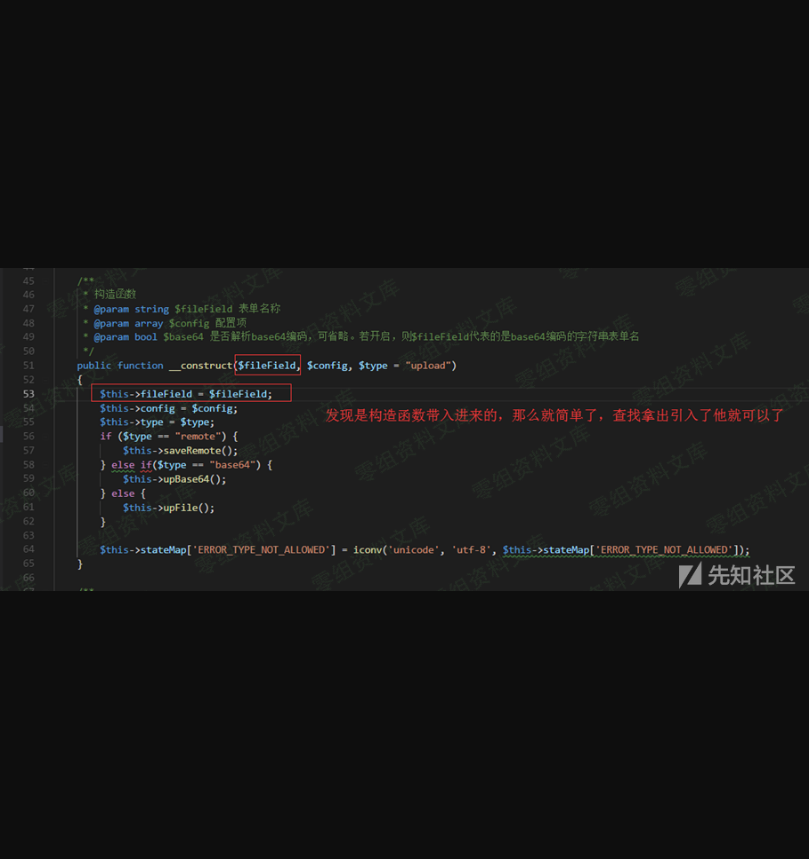 45 /**
46 * 构造函数
47 * @param string $fileField 表单名称
48 * @param array $config 配置项
49 * @param bool $base64 是否解析base64编码，可省略。若开启，则$fileField代表的是base64编码的字符串表单名
50 */
51 public function __construct($fileField, $config, $type = "upload")
52 {
53 $this->fileField = $fileField;
54 $this->config = $config;
发现是构造函数带入进来的，那么就简单了，查找拿出引入了他就可以了
55 $this->type = $type;
56 if ($type == "remote") {
57 $this->saveRemote();
58 } else if($type == "base64") {
59 $this->upBase64();
60 } else {
61 $this->upFile();
62 }
63
64 $this->stateMap['ERROR_TYPE_NOT_ALLOWED'] = iconv('unicode', 'utf-8', $this->stateMap['ERROR_TYPE_NOT_ALLOWED']);
65 }
先知社区
66
/**
零组资料文库